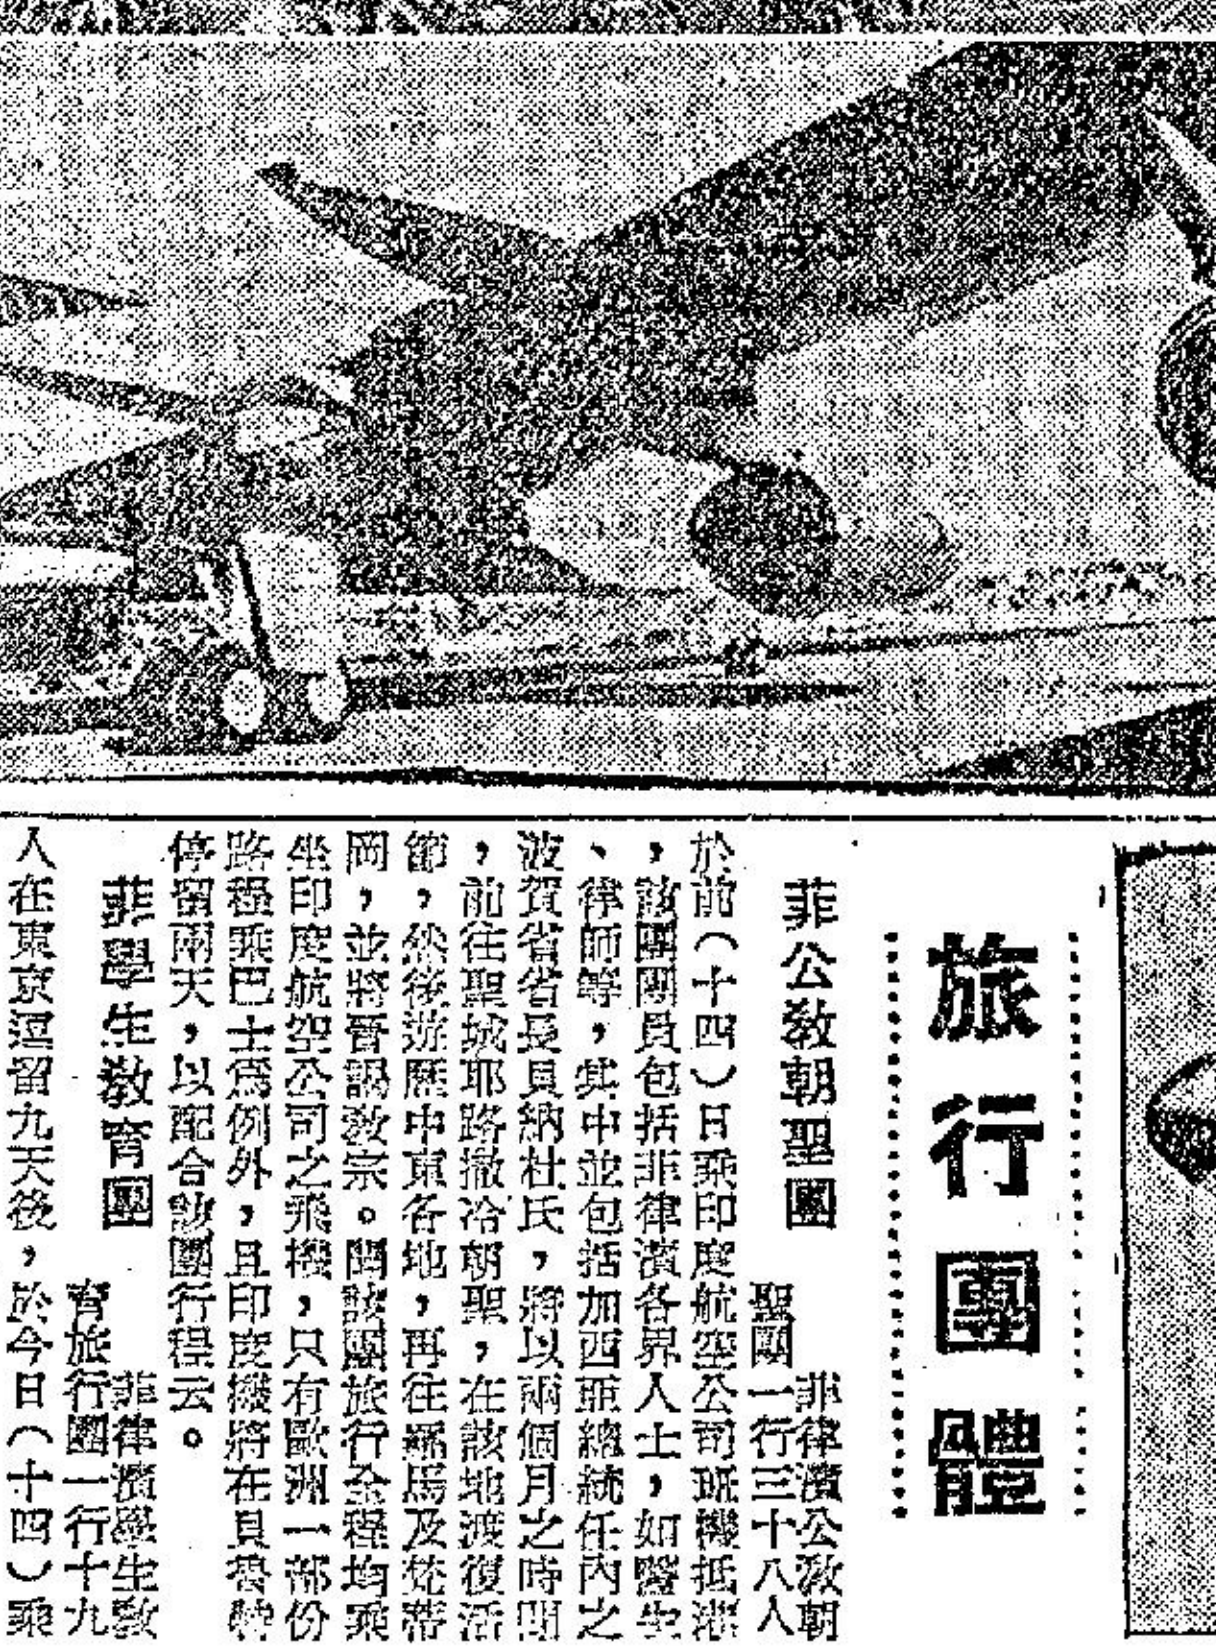 旅行團體
菲公教朝聖團
菲律濱公教朝
聖團一行三十八人
於前（十四）日乘印度航空公司班機抵港
，該團團員包括菲律濱各界人士，如醫生
、律師等，其中並包括加西亞總統任內之
波賀省省長貝納杜氏，將以兩個月之時間
，前往聖城耶路撒冷朝聖，在該地渡復活
節，然後遊歷中東各地，再往羅馬及梵蒂
岡，並將晉謁教宗。聞該團旅行全程均乘
坐印度航空公司之飛機，只有歐洲一部份
路程乘巴士爲例外，且印度機將在貝魯特
停留兩天，以配合該團行程云。
菲學生教育團
菲律濱學生敎
育旅行團一行十九
人在東京逗留九天後，於今日（十四）乘